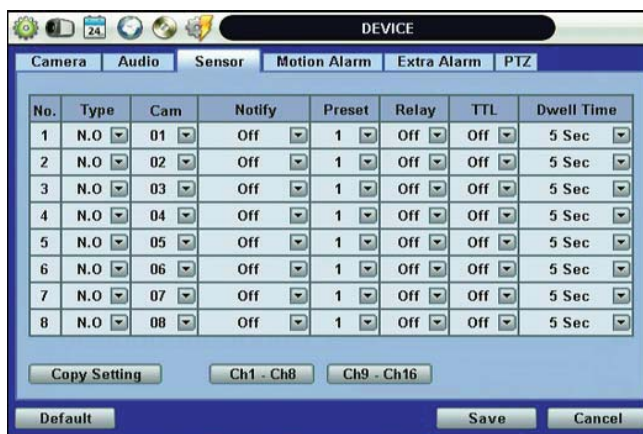 24 DEVICE
Camera Audio Sensor Motion Alarm Extra Alarm PTZ
No. Type Cam Notify Preset Relay TTL Dwell Time
1 N.O 01 Off 1 Off Off 5 Sec
2 N.O 02 Off 1 Off Off 5 Sec
3 N.O 03 Off 1 Off Off 5 Sec
4 N.O 04 Off 1 Off Off 5 Sec
5 N.O 05 Off 1 Off Off 5 Sec
6 N.O 06 Off 1 Off Off 5 Sec
7 N.O 07 Off 1 Off Off 5 Sec
8 N.O 08 Off 1 Off Off 5 Sec
Copy Setting Ch1 - Ch8 Ch9 - Ch16
Default Save Cancel